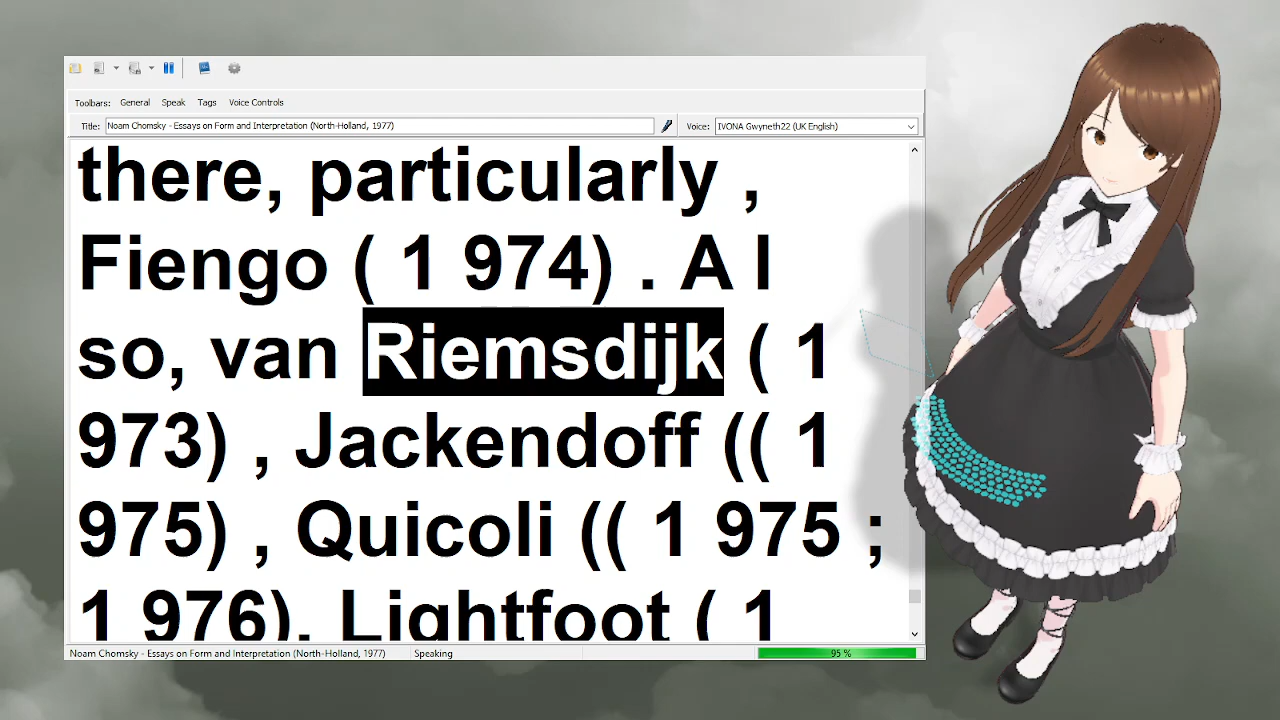 Toolbars: General Speak Tags Voice Controls
Title: Noam Chomsky - Essays on Form and Interpretation (North-Holland, 1977) Voice: IVONA Gwyneth22 (UK English)
there, particularly ,
Fiengo ( 1 974) . A l
so, van Riemsdijk ( 1
973) , Jackendoff (( 1
975) , Quicoli (( 1 975 ;
1 976). Lightfoot ( 1
Noam Chomsky - Essays on Form and Interpretation (North-Holland, 1977) Speaking 95 %